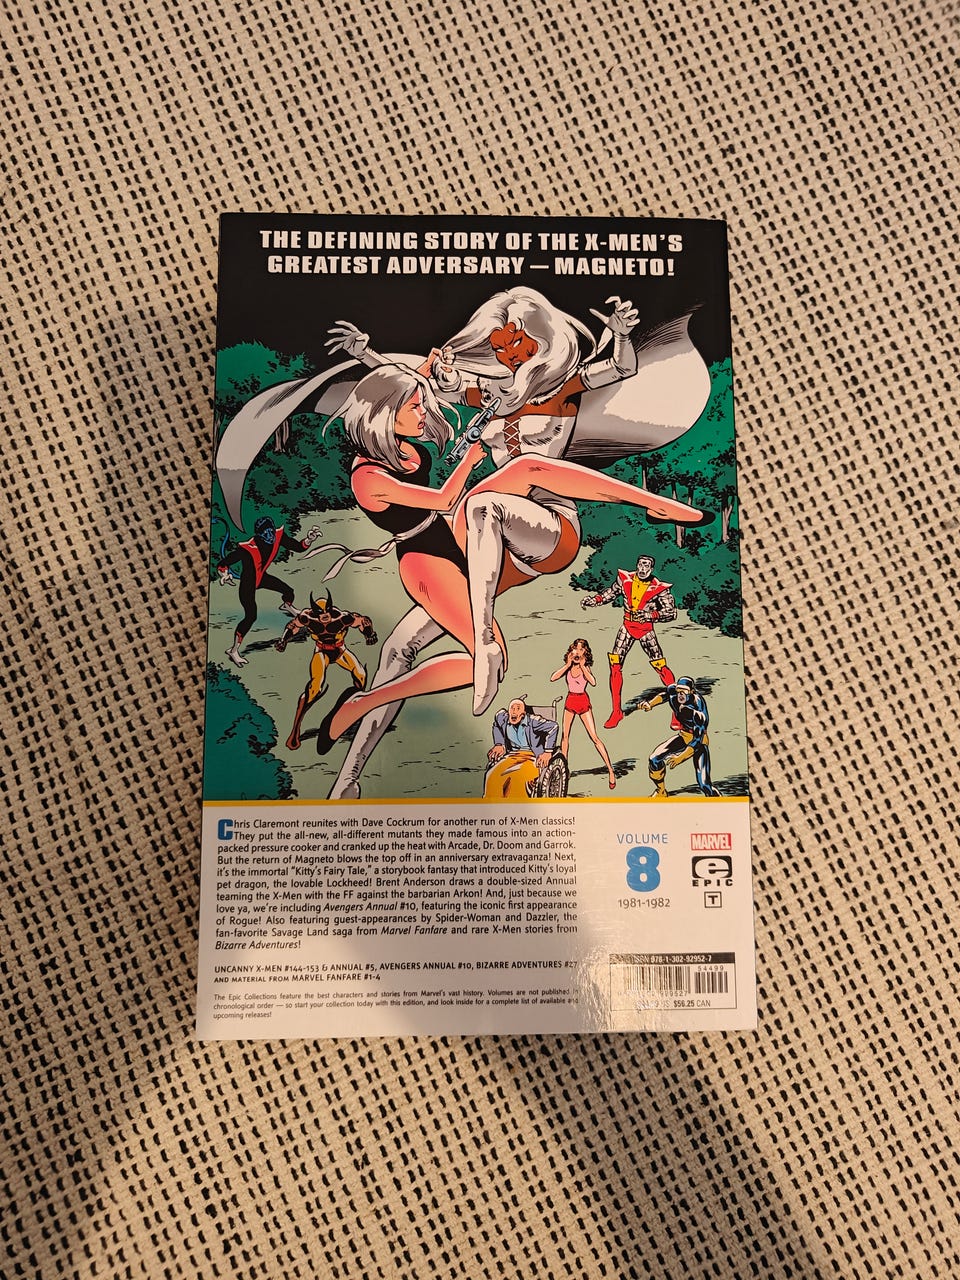 THE DEFINING STORY OF THE X-MEN'S
GREATEST ADVERSARY — MAGNETO!
Chris Claremont reunites with Dave Cockrum for another run of X-Men classics!
They put the all-new, all-different mutants they made famous into an action-
packed pressure cooker and cranked up the heat with Arcade, Dr. Doom and Garrok.
But the return of Magneto blows the top off in an anniversary extravaganza! Next,
it's the immortal "Kitty's Fairy Tale," a storybook fantasy that introduced Kitty's loyal
pet dragon, the lovable Lockheed! Brent Anderson draws a double-sized Annual
teaming the X-Men with the FF against the barbarian Arkon! And, just because we
love ya, we're including Avengers Annual #10, featuring the iconic first appearance
of Rogue! Also featuring guest-appearances by Spider-Woman and Dazzler, the
fan-favorite Savage Land saga from Marvel Fanfare and rare X-Men stories from
Bizarre Adventures!
UNCANNY X-MEN #144-153 & ANNUAL #5, AVENGERS ANNUAL #10, BIZARRE ADVENTURES #27
AND MATERIAL FROM MARVEL FANFARE #1-4
The Epic Collections feature the best characters and stories from Marvel's vast history. Volumes are not published in
chronological order — so start your collection today with this edition, and look inside for a complete list of available and
upcoming releases!
VOLUME
8
1981-1982
MARVEL
e
EPIC
T
ISBN 978-1-302-92952-7
54499
$56.25 CAN